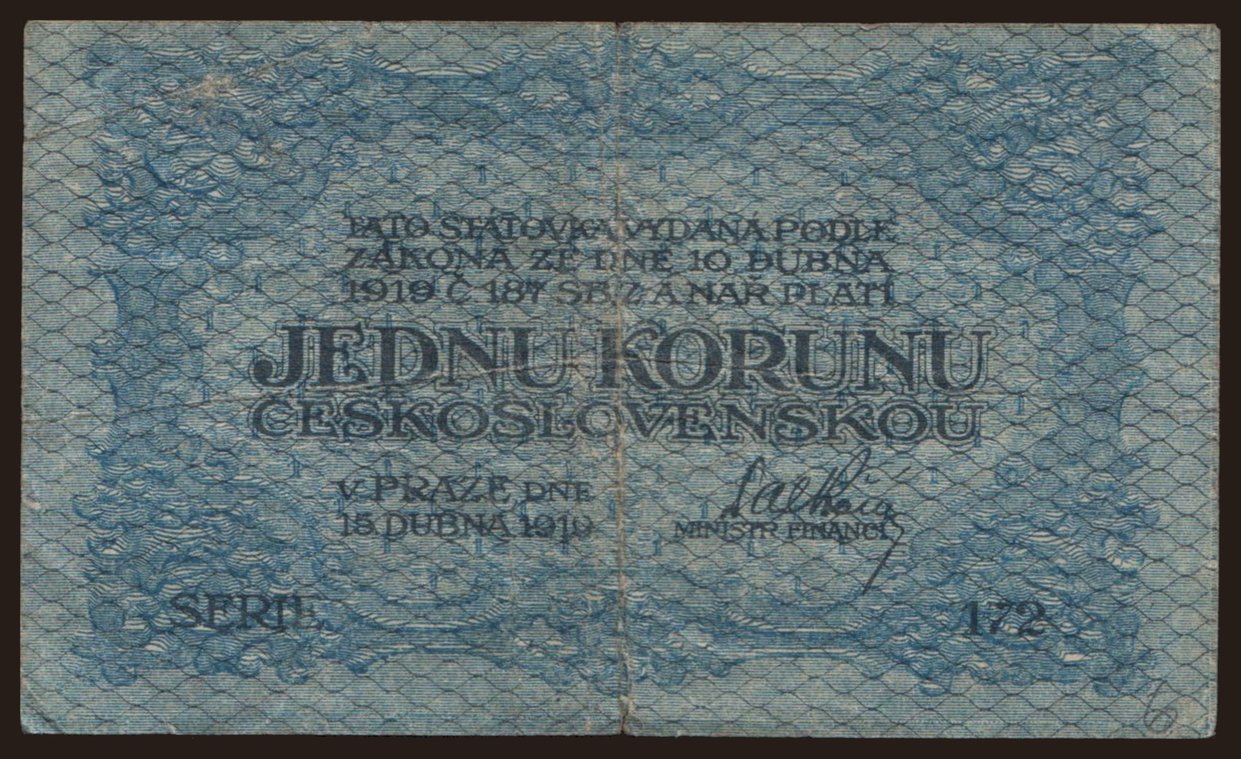 TATO STÁTOVKA VYDANÁ PODLE
ZÁKONA ZE DNE 10. DUBNA
1919 Č 187 SB. Z. A NAŘ. PLATÍ
JEDNU KORUNU
ČESKOSLOVENSKOU
V PRAZE DNE
15. DUBNA 1919
MINISTR FINANCÍ
SERIE
172